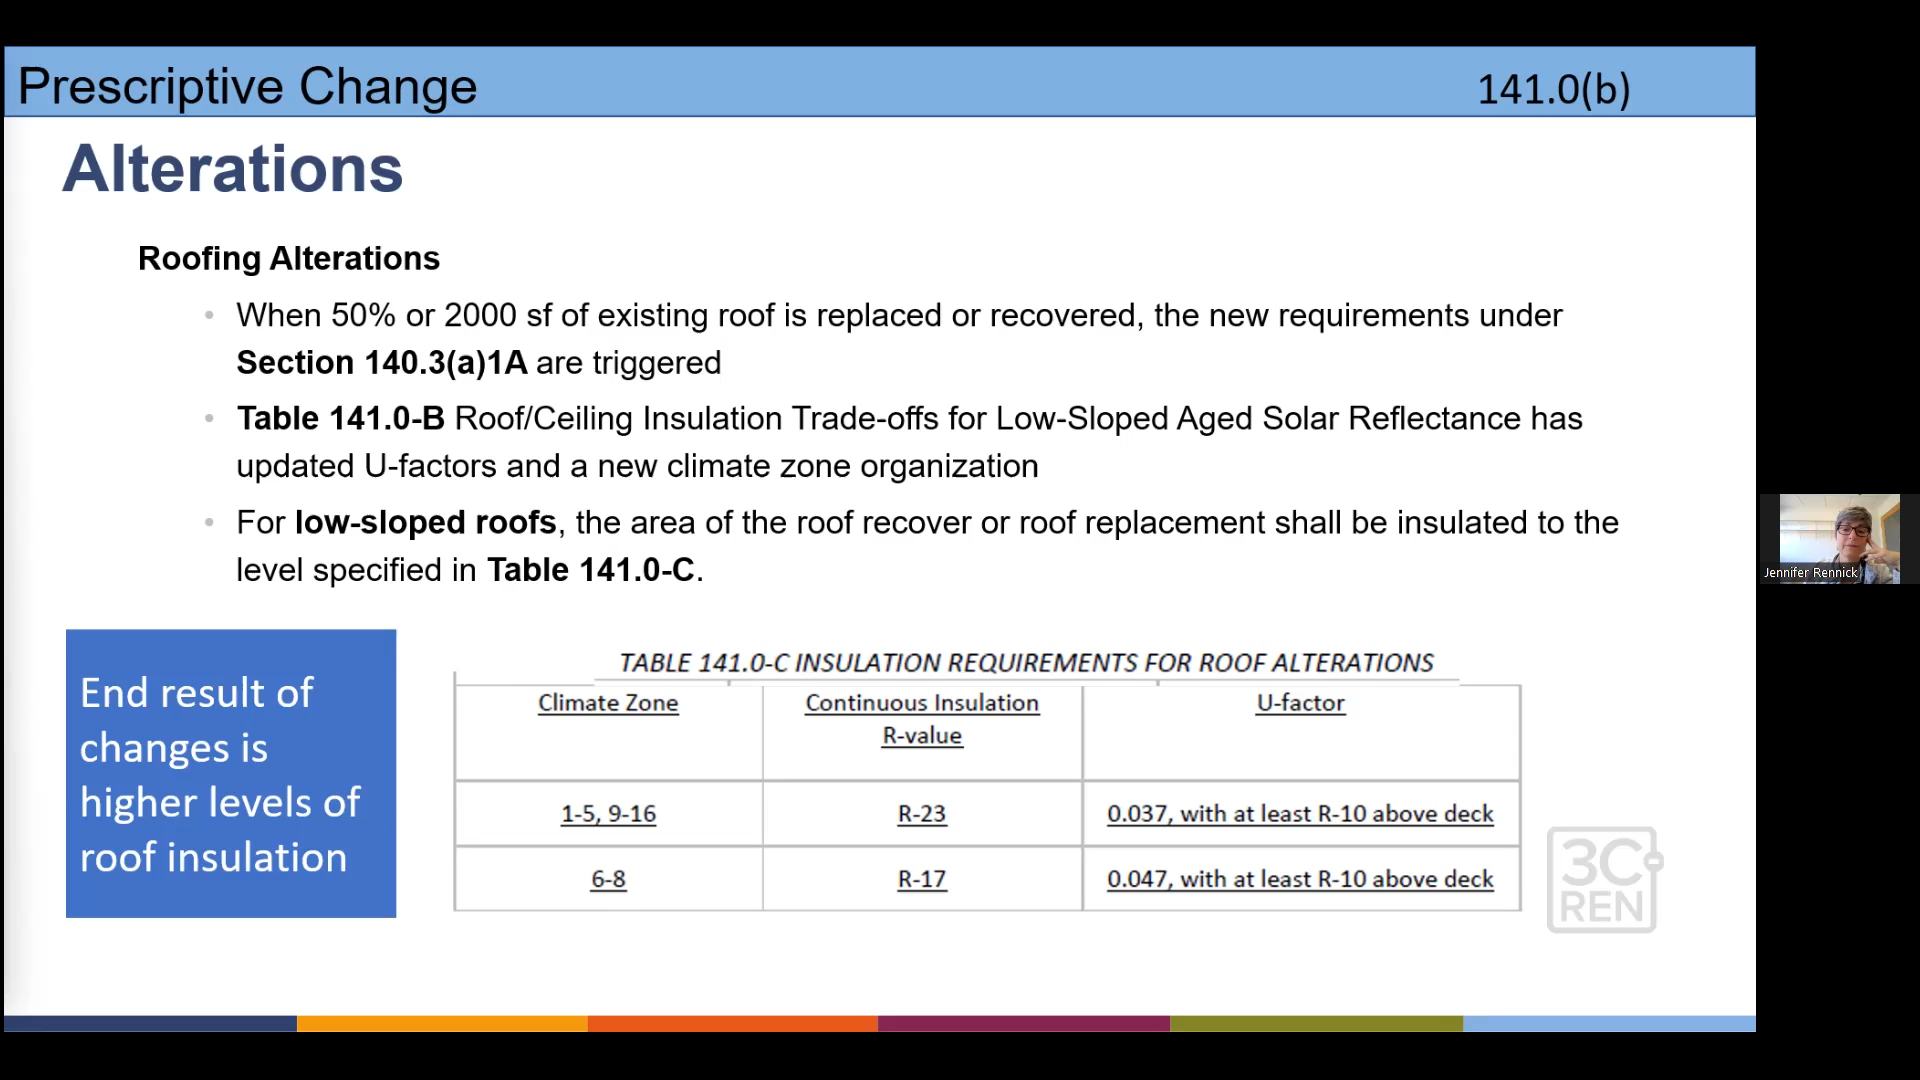 Prescriptive Change
141.0(b)
Alterations
Roofing Alterations
• When 50% or 2000 sf of existing roof is replaced or recovered, the new requirements under
Section 140.3(a)1A are triggered
• Table 141.0-B Roof/Ceiling Insulation Trade-offs for Low-Sloped Aged Solar Reflectance has
updated U-factors and a new climate zone organization
• For low-sloped roofs, the area of the roof recover or roof replacement shall be insulated to the
level specified in Table 141.0-C.
End result of
changes is
higher levels of
roof insulation
TABLE 141.0-C INSULATION REQUIREMENTS FOR ROOF ALTERATIONS
Climate Zone
Continuous Insulation
R-value
U-factor
1-5, 9-16
R-23
0.037, with at least R-10 above deck
6-8
R-17
0.047, with at least R-10 above deck
3C-
REN
Jennifer Rennick